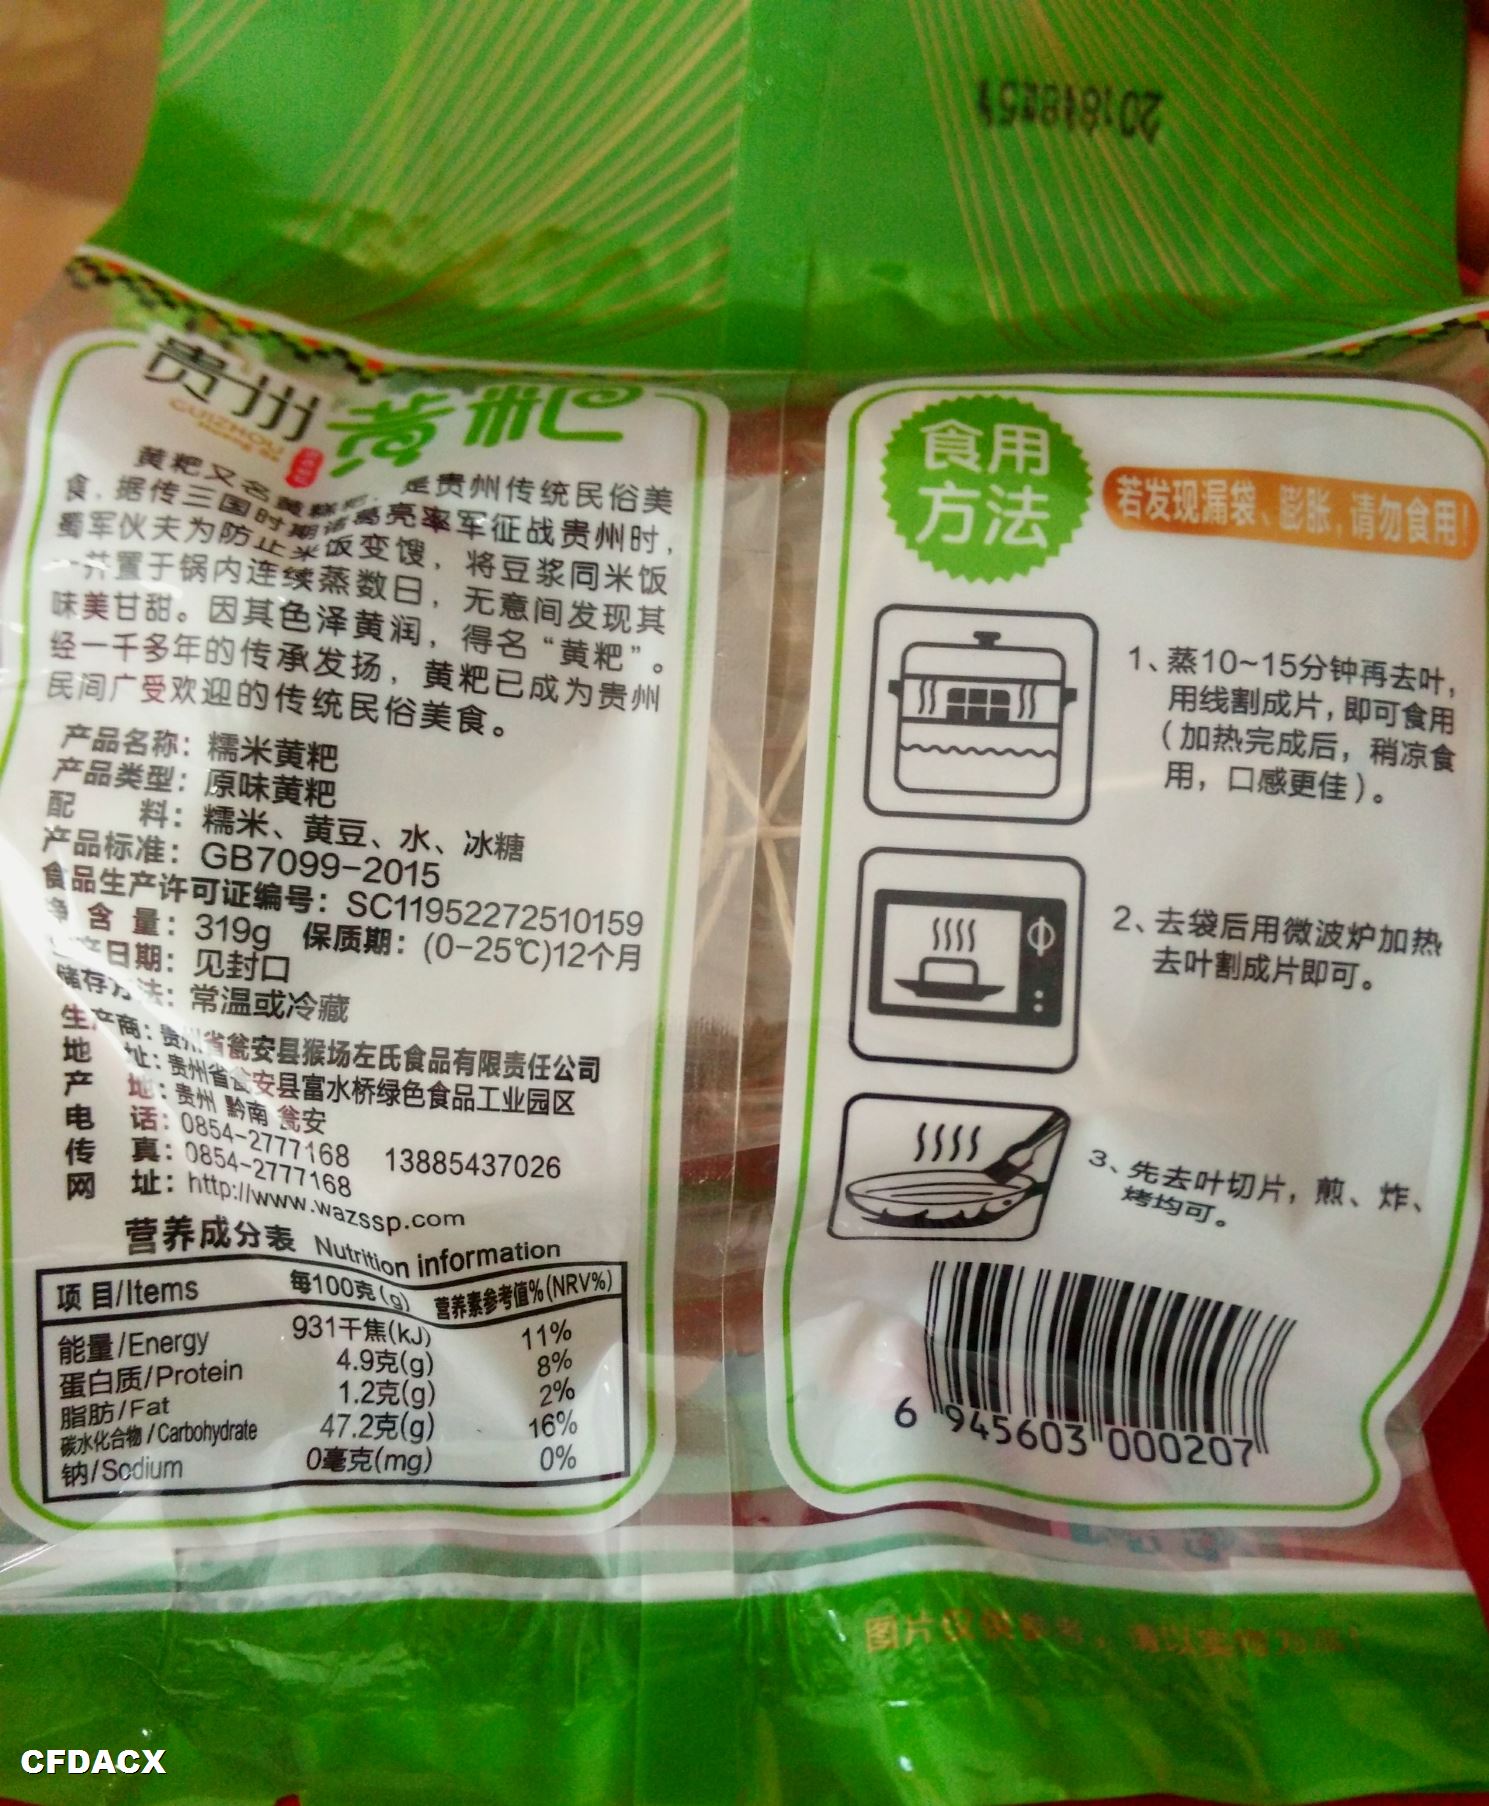 贵州黄粑
GUIZHOU
黄粑又名黄糕粑,是贵州传统民俗美
食,据传三国时期诸葛亮率军征战贵州时,
蜀军伙夫为防止米饭变馊,将豆浆同米饭
一并置于锅内连续蒸数日,无意间发现其
味美甘甜。因其色泽黄润,得名“黄粑”。
经一千多年的传承发扬,黄粑已成为贵州
民间广受欢迎的传统民俗美食。
产品名称:糯米黄粑
产品类型:原味黄粑
配 料:糯米、黄豆、水、冰糖
产品标准:GB7099-2015
食品生产许可证编号:SC11952272510159
净 含 量:319g 保质期:(0-25℃)12个月
生产日期:见封口
储存方法:常温或冷藏
生产商:贵州省瓮安县猴场左氏食品有限责任公司
地 址:贵州省瓮安县富水桥绿色食品工业园区
产 地:贵州 黔南 瓮安
电 话:0854-2777168 13885437026
传 真:0854-2777168
网 址:http://www.wazssp.com
营养成分表 Nutrition information
项目/Items 每100克(g) 营养素参考值%(NRV%)
能量/Energy 931千焦(kJ) 11%
蛋白质/Protein 4.9克(g) 8%
脂肪/Fat 1.2克(g) 2%
碳水化合物/Carbohydrate 47.2克(g) 16%
钠/Sodium 0毫克(mg) 0%
食用
方法
若发现漏袋、膨胀,请勿食用!
1、蒸10~15分钟再去叶,
用线割成片,即可食用
(加热完成后,稍凉食
用,口感更佳)。
2、去袋后用微波炉加热
去叶割成片即可。
3、先去叶切片,煎、炸、
烤均可。
6 945603 000207
图片仅供参考,请以实物为准!
CFDACX